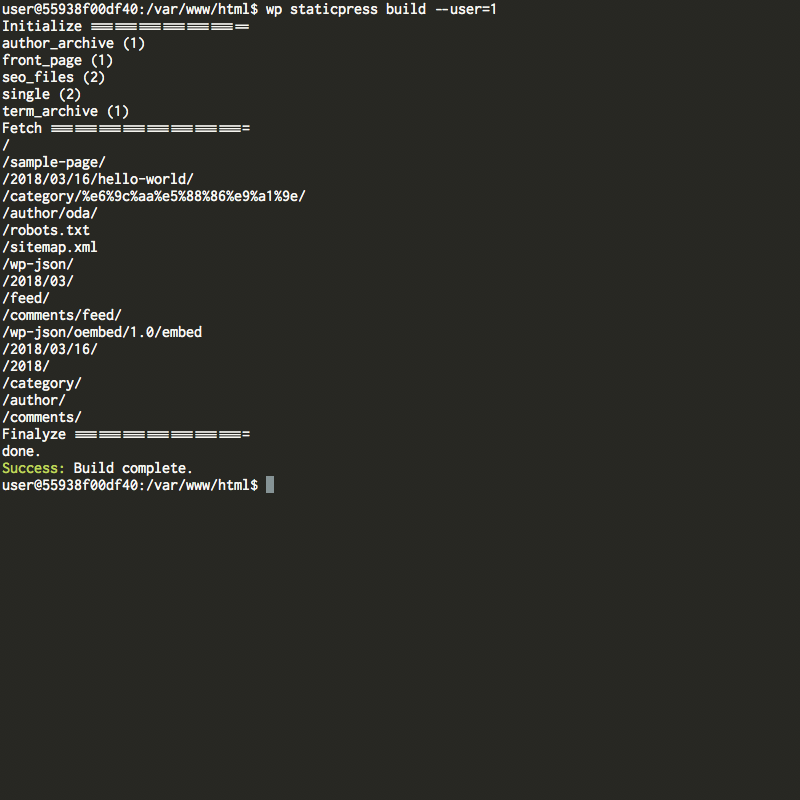 user@55938f00df40:/var/www/html$ wp staticpress build --user=1
Initialize ====================
author_archive (1)
front_page (1)
seo_files (2)
single (2)
term_archive (1)
Fetch =========================
/
/sample-page/
/2018/03/16/hello-world/
/category/%e6%9c%aa%e5%88%86%e9%a1%9e/
/author/oda/
/robots.txt
/sitemap.xml
/wp-json/
/2018/03/
/feed/
/comments/feed/
/wp-json/oembed/1.0/embed
/2018/03/16/
/2018/
/category/
/author/
/comments/
Finalyze ======================
done.
Success: Build complete.
user@55938f00df40:/var/www/html$